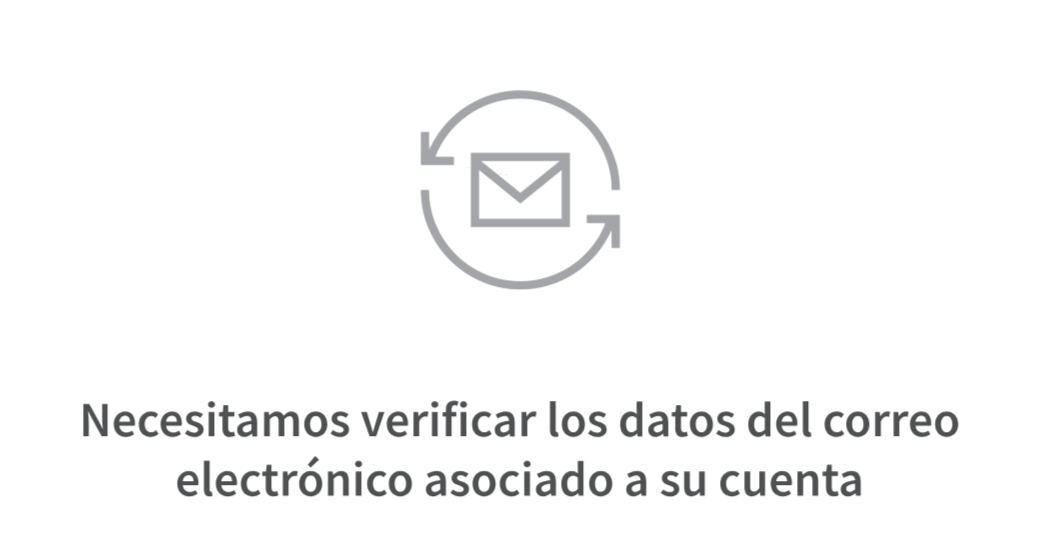 Necesitamos verificar los datos del correo
electrónico asociado a su cuenta